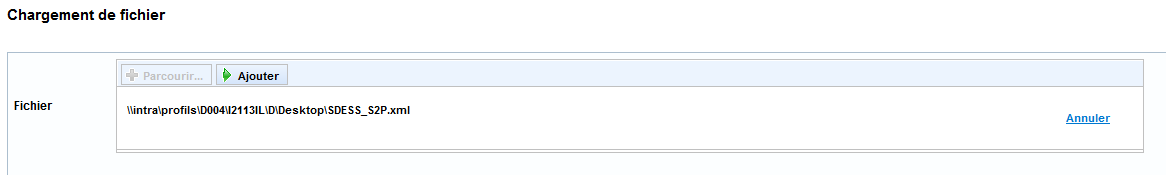 Chargement de fichier
Parcourir... Ajouter
Fichier
\\intra\profils\D004\I2113IL\D\Desktop\SDESS_S2P.xml
Annuler